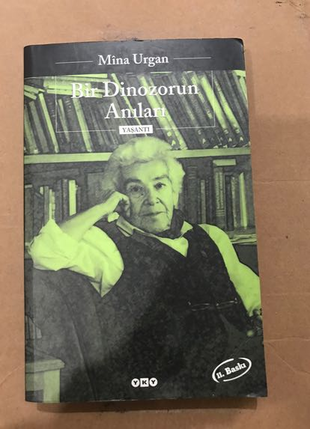 Mina Urgan
Bir Dinozorun
Anıları
YAŞANTI
11. Baskı
YKY